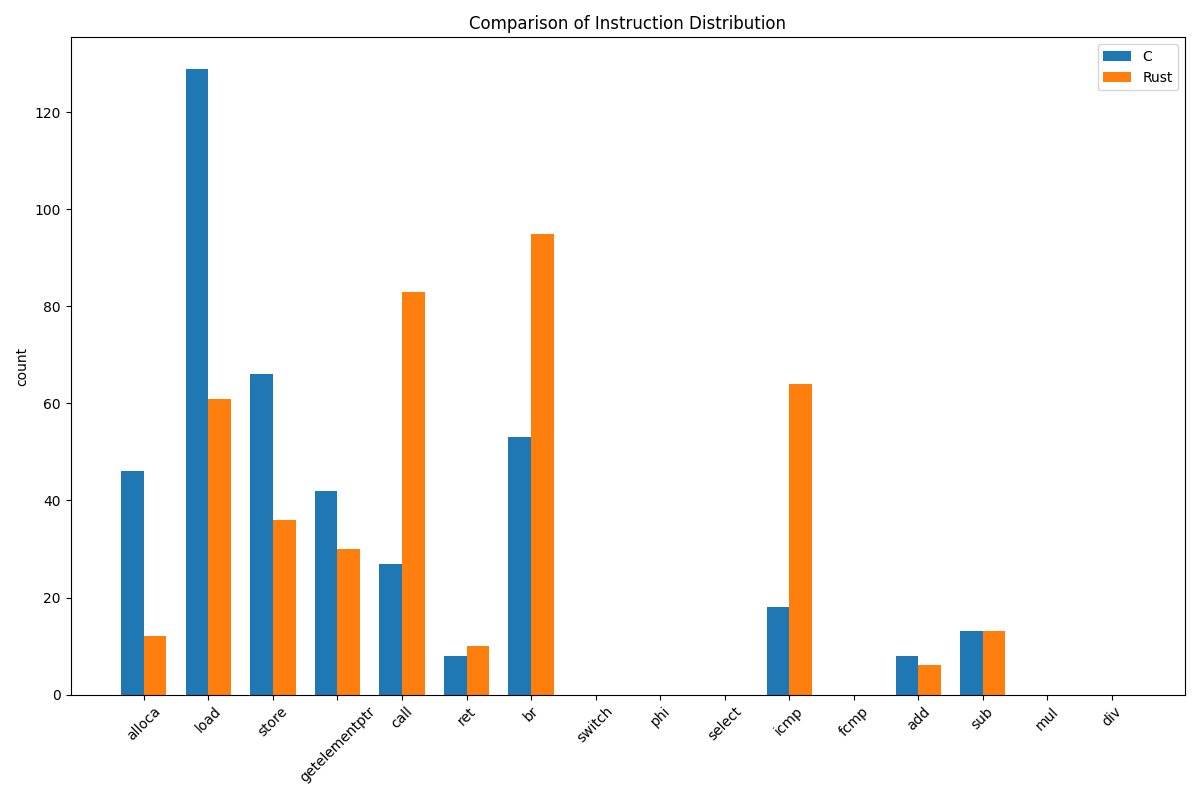 Comparison of Instruction Distribution
C
Rust
count
120
100
80
60
40
20
0
alloca
load
store
getelementptr
call
ret
br
switch
phi
select
icmp
fcmp
add
sub
mul
div